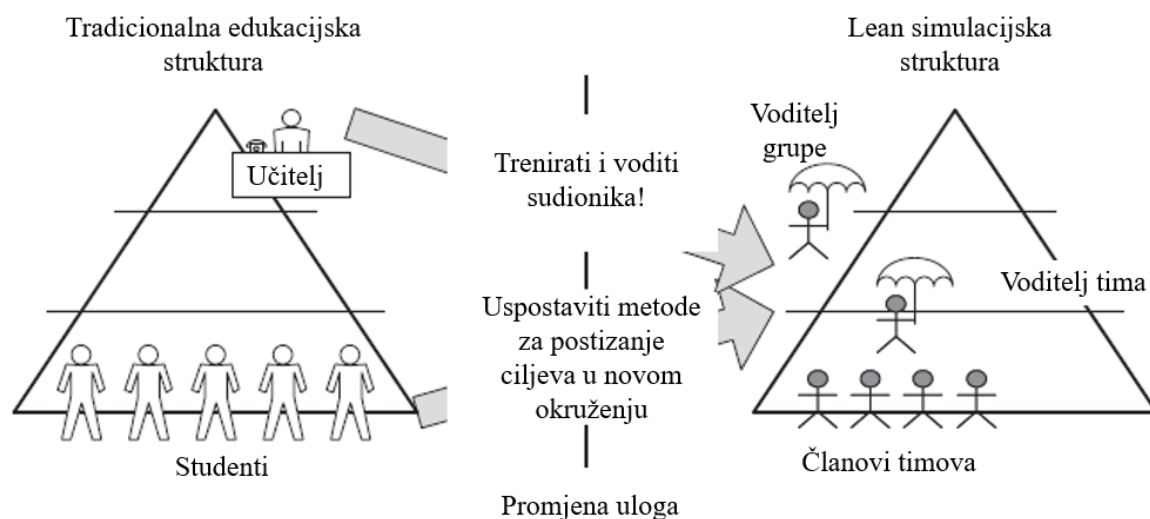 Tradicionalna edukacijska
struktura
Učitelj
Studenti
Trenirati i voditi
sudionika!
Uspostaviti metode
za postizanje
ciljeva u novom
okruženju
Promjena uloga
Lean simulacijska
struktura
Voditelj
grupe
Voditelj tima
Članovi timova